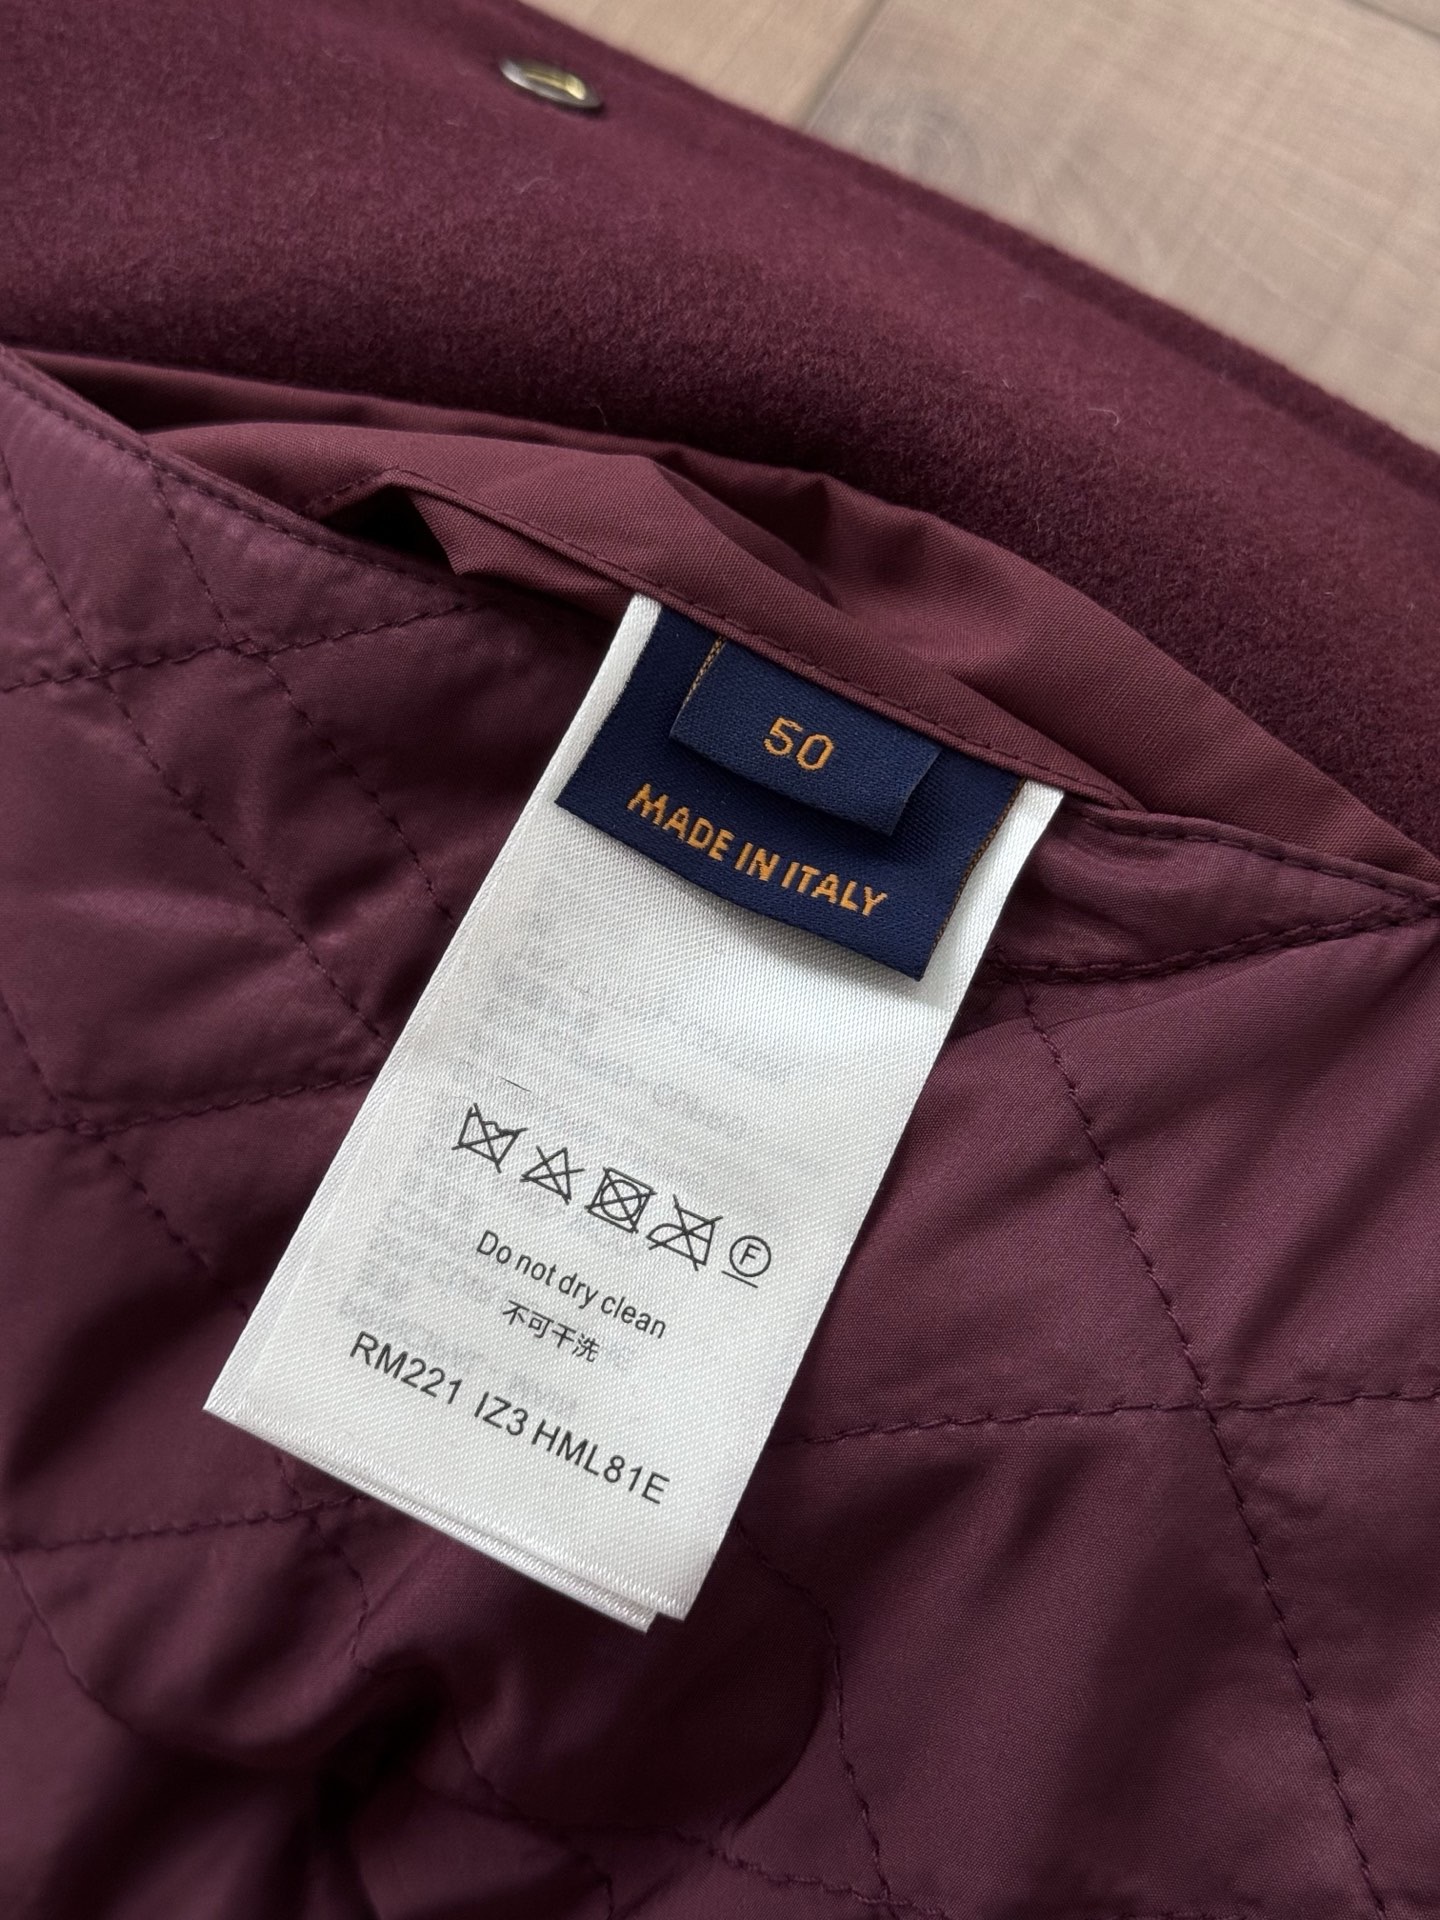 50
MADE IN ITALY
F
Do not dry clean
不可干洗
RM221 IZ3 HML81E